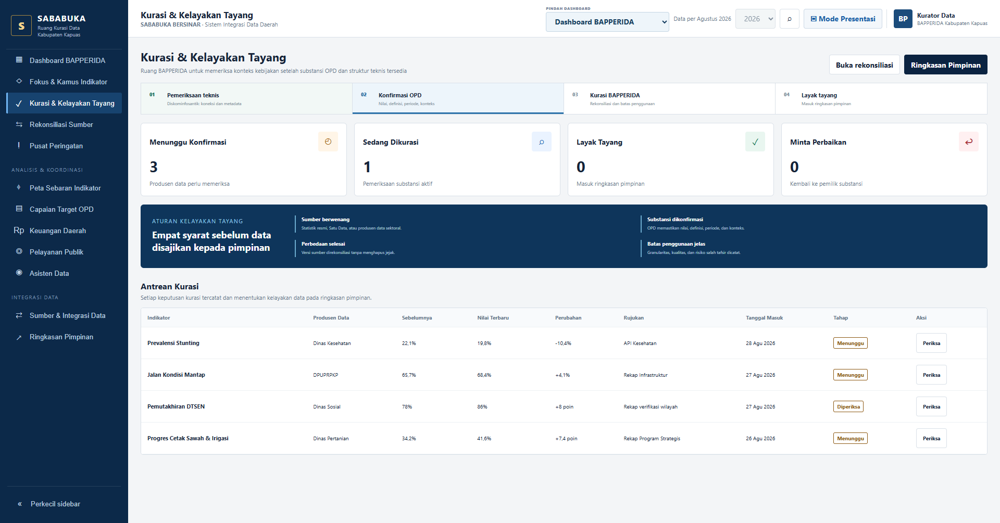 S
SABABUKA
Ruang Kurasi Data
Kabupaten Kapuas
Dashboard BAPPERIDA
Fokus & Kamus Indikator
Kurasi & Kelayakan Tayang
Rekonsiliasi Sumber
Pusat Peringatan
ANALISIS & KOORDINASI
Peta Sebaran Indikator
Capaian Target OPD
Rp Keuangan Daerah
Pelayanan Publik
Asisten Data
INTEGRASI DATA
Sumber & Integrasi Data
Ringkasan Pimpinan
« Perkecil sidebar
Kurasi & Kelayakan Tayang
SABABUKA BERSINAR · Sistem Integrasi Data Daerah
PINDAH DASHBOARD
Dashboard BAPPERIDA
Data per Agustus 2026
2026
Mode Presentasi
BP
Kurator Data
BAPPERIDA Kabupaten Kapuas
Kurasi & Kelayakan Tayang
Ruang BAPPERIDA untuk memeriksa konteks kebijakan setelah substansi OPD dan struktur teknis tersedia
Buka rekonsiliasi
Ringkasan Pimpinan
01 Pemeriksaan teknis
Diskominfosantik: koneksi dan metadata
02 Konfirmasi OPD
Nilai, definisi, periode, konteks
03 Kurasi BAPPERIDA
Rekonsiliasi dan batas penggunaan
04 Layak tayang
Masuk ringkasan pimpinan
Menunggu Konfirmasi
3
Produsen data perlu memeriksa
Sedang Dikurasi
1
Pemeriksaan substansi aktif
Layak Tayang
0
Masuk ringkasan pimpinan
Minta Perbaikan
0
Kembali ke pemilik substansi
ATURAN KELAYAKAN TAYANG
Empat syarat sebelum data
disajikan kepada pimpinan
Sumber berwenang
Statistik resmi, Satu Data, atau produsen data sektoral.
Substansi dikonfirmasi
OPD memastikan nilai, definisi, periode, dan konteks.
Perbedaan selesai
Versi sumber direkonsiliasi tanpa menghapus jejak.
Batas penggunaan jelas
Granularitas, kualitas, dan risiko salah tafsir dicatat.
Antrean Kurasi
Setiap keputusan kurasi tercatat dan menentukan kelayakan data pada ringkasan pimpinan.
Indikator Produsen Data Sebelumnya Nilai Terbaru Perubahan Rujukan Tanggal Masuk Tahap Aksi
Prevalensi Stunting Dinas Kesehatan 22,1% 19,8% -10,4% API Kesehatan 28 Agu 2026 Menunggu Periksa
Jalan Kondisi Mantap DPUPRPKP 65,7% 68,4% +4,1% Rekap Infrastruktur 27 Agu 2026 Menunggu Periksa
Pemutakhiran DTSEN Dinas Sosial 78% 86% +8 poin Rekap verifikasi wilayah 27 Agu 2026 Diperiksa Periksa
Progres Cetak Sawah & Irigasi Dinas Pertanian 34,2% 41,6% +7,4 poin Rekap Program Strategis 26 Agu 2026 Menunggu Periksa